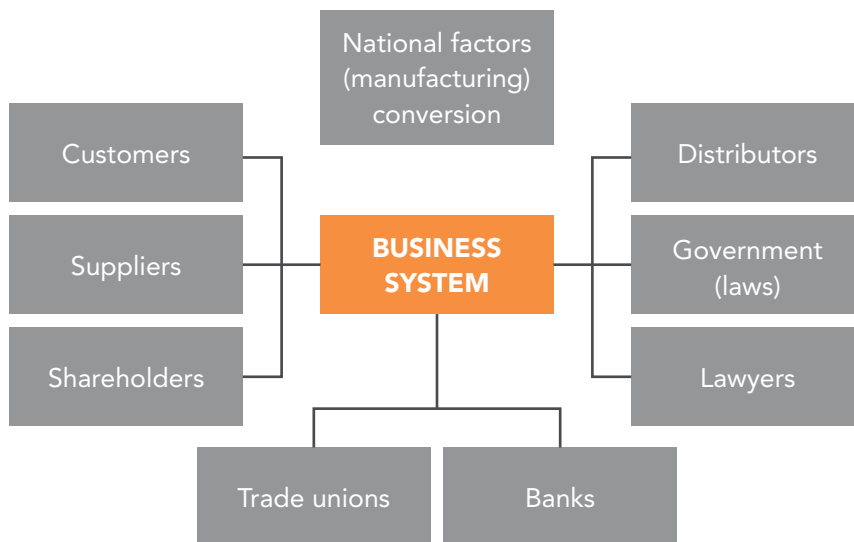 National factors
(manufacturing)
conversion
Customers
Distributors
Suppliers
BUSINESS
SYSTEM
Government
(laws)
Shareholders
Lawyers
Trade unions
Banks